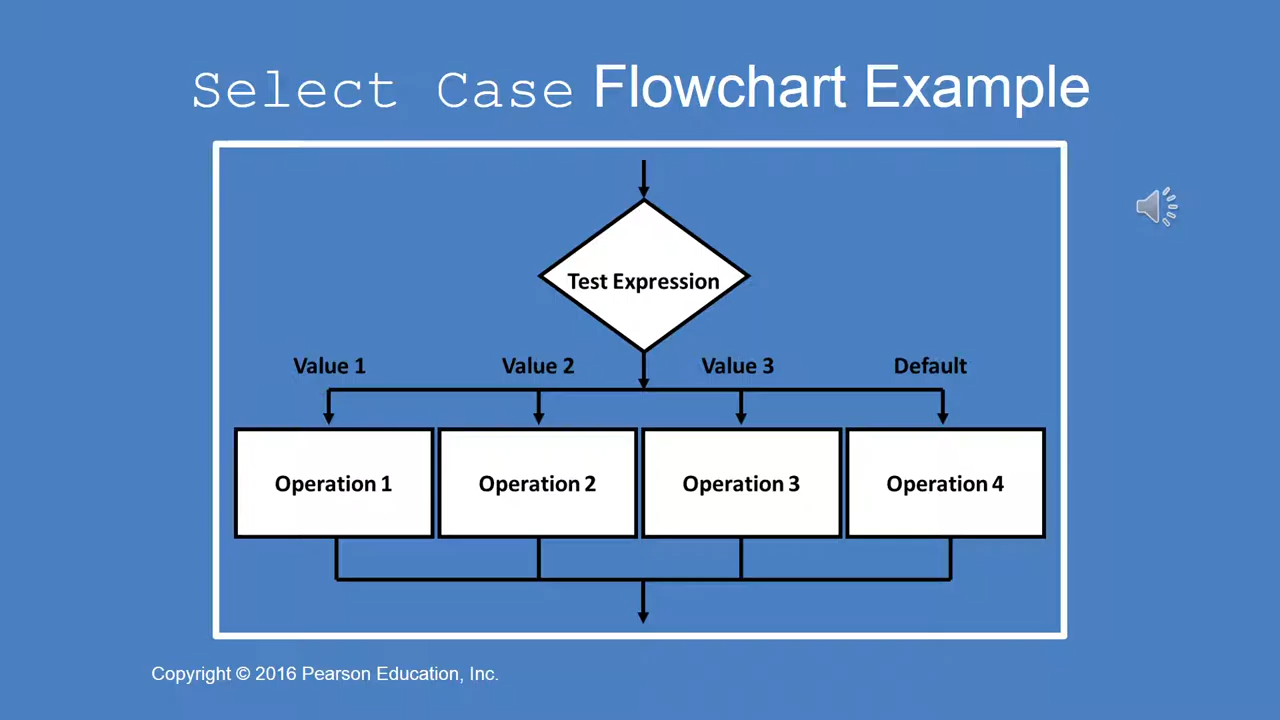 Select Case Flowchart Example
Test Expression
Value 1 Value 2 Value 3 Default
Operation 1 Operation 2 Operation 3 Operation 4
Copyright © 2016 Pearson Education, Inc.